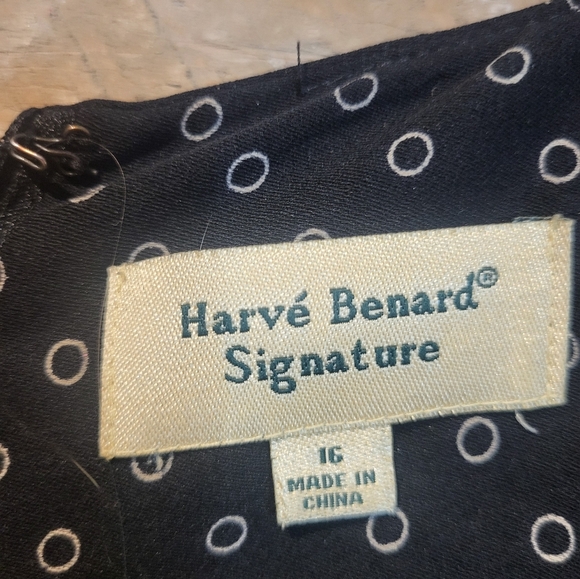 Harvé Benard®
Signature
16
MADE IN
CHINA